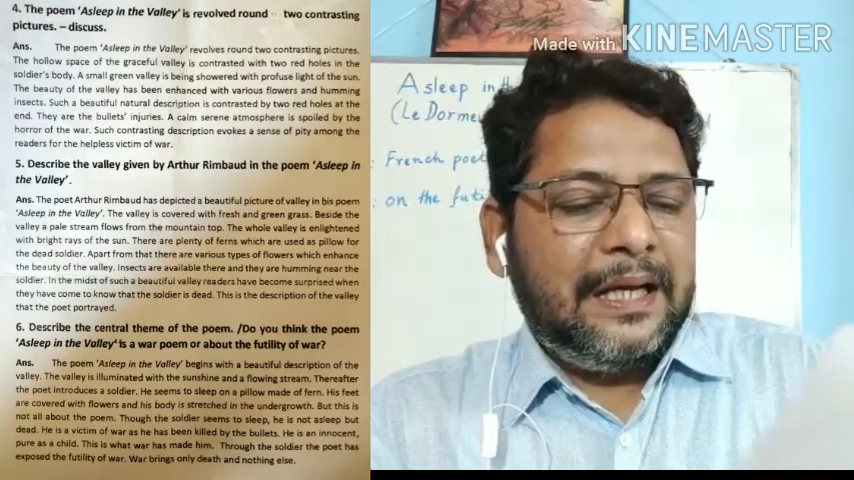 4. The poem 'Asleep in the Valley' is revolved round two contrasting
pictures. – discuss.
Ans. The poem 'Asleep in the Valley' revolves round two contrasting pictures.
The hollow space of the graceful valley is contrasted with two red holes in the
soldier's body. A small green valley is being showered with profuse light of the sun.
The beauty of the valley has been enhanced with various flowers and humming
insects. Such a beautiful natural description is contrasted by two red holes at the
end. They are the bullets' injuries. A calm serene atmosphere is spoiled by the
horror of the war. Such contrasting description evokes a sense of pity among the
readers for the helpless victim of war.
5. Describe the valley given by Arthur Rimbaud in the poem 'Asleep in
the Valley'.
Ans. The poet Arthur Rimbaud has depicted a beautiful picture of valley in his poem
'Asleep in the Valley'. The valley is covered with fresh and green grass. Beside the
valley a pale stream flows from the mountain top. The whole valley is enlightened
with bright rays of the sun. There are plenty of ferns which are used as pillow for
the dead soldier. Apart from that there are various types of flowers which enhance
the beauty of the valley. Insects are available there and they are humming near the
soldier. In the midst of such a beautiful valley readers have become surprised when
they have come to know that the soldier is dead. This is the description of the valley
that the poet portrayed.
6. Describe the central theme of the poem. /Do you think the poem
'Asleep in the Valley' is a war poem or about the futility of war?
Ans. The poem 'Asleep in the Valley' begins with a beautiful description of the
valley. The valley is illuminated with the sunshine and a flowing stream. Thereafter
the poet introduces a soldier. He seems to sleep on a pillow made of fern. His feet
are covered with flowers and his body is stretched in the undergrowth. But this is
not all about the poem. Though the soldier seems to sleep, he is not asleep but
dead. He is a victim of war as he has been killed by the bullets. He is an innocent,
pure as a child. This is what war has made him. Through the soldier the poet has
exposed the futility of war. War brings only death and nothing else.
Made with KINEMASTER
Asleep in
(Le Dorme
: French poet
: on the futi